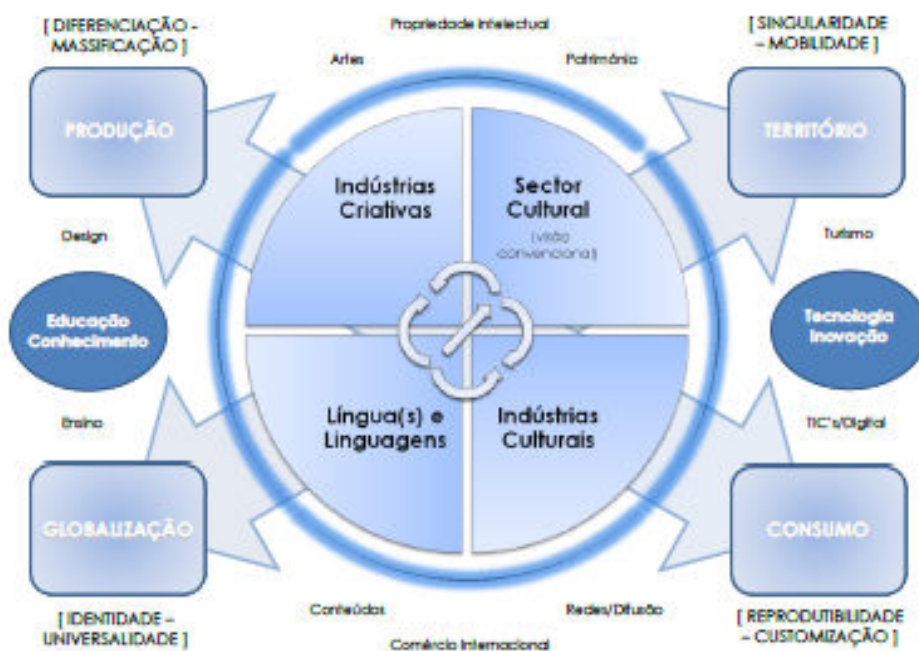 [ DIFERENCIAÇÃO -
MASSIFICAÇÃO ]
Propriedade Intelectual
[ SINGULARIDADE
– MOBILIDADE ]
Artes
Património
PRODUÇÃO
TERRITÓRIO
Indústrias
Criativas
Sector
Cultural
(visão
convencional)
Design
Turismo
Educação
Conhecimento
Tecnologia
Inovação
Língua(s) e
Linguagens
Indústrias
Culturais
Ensino
TIC's/Digital
GLOBALIZAÇÃO
CONSUMO
Conteúdos
Redes/Difusão
[ IDENTIDADE –
UNIVERSALIDADE ]
Comércio Internacional
[ REPRODUTIBILIDADE
– CUSTOMIZAÇÃO ]